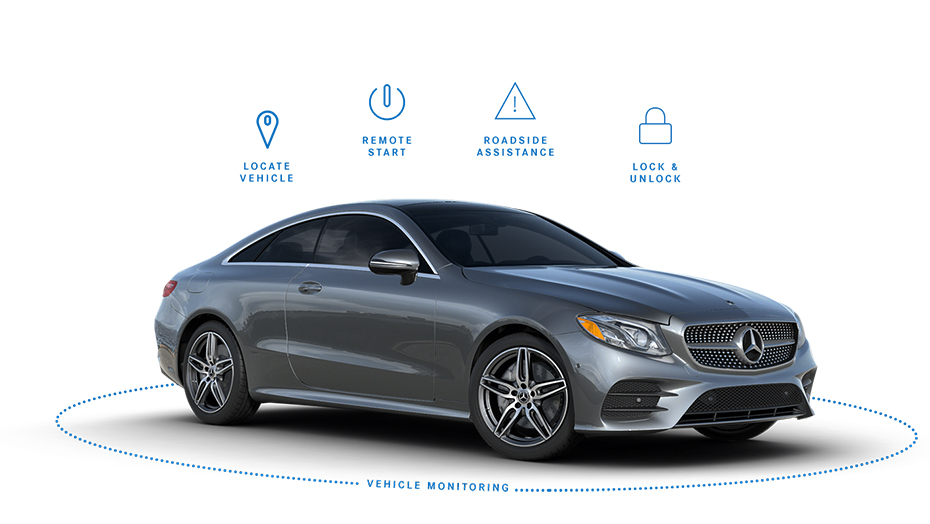 LOCATE
VEHICLE
REMOTE
START
ROADSIDE
ASSISTANCE
LOCK &
UNLOCK
VEHICLE MONITORING